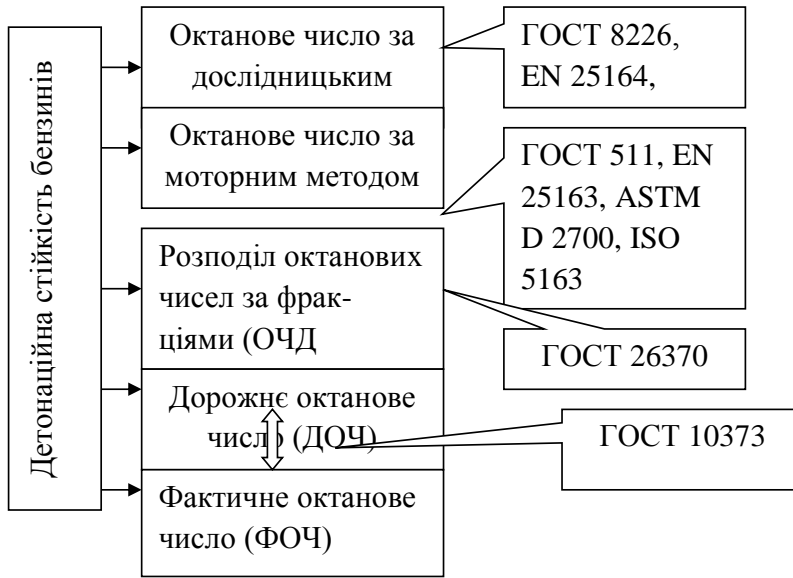 Детонаційна стійкість бензинів
Октанове число за
дослідницьким
ГОСТ 8226,
EN 25164,
Октанове число за
моторним методом
ГОСТ 511, EN
25163, ASTM
D 2700, ISO
5163
Розподіл октанових
чисел за фрак-
ціями (ОЧД
ГОСТ 26370
Дорожнє октанове
число (ДОЧ)
ГОСТ 10373
Фактичне октанове
число (ФОЧ)